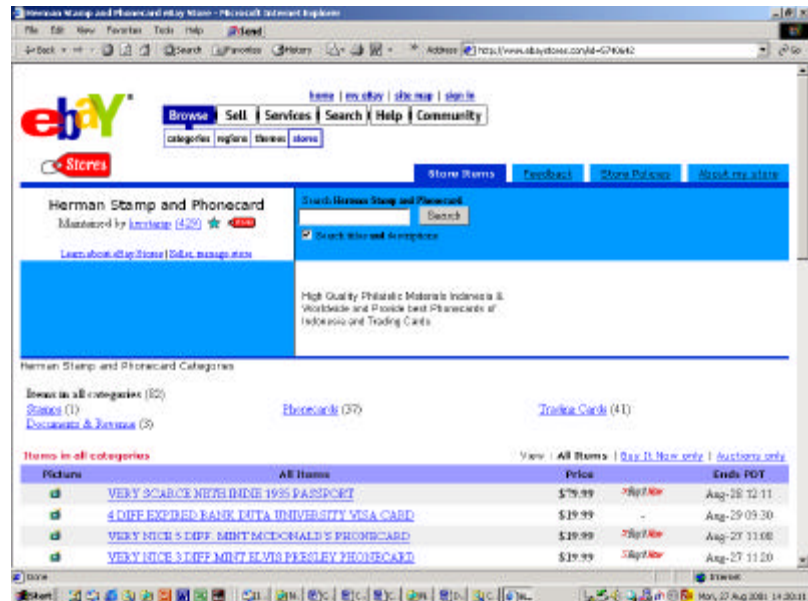 Herman Stamp and Phonecard eBay Store - Microsoft Internet Explorer
File Edit View Favorites Tools Help Send
Back Search Favorites History Address http://www.ebaystores.com/id=5740642 Go
home | my eBay | site map | sign in
ebaY
Browse Sell Services Search Help Community
categories regions themes stores
Stores
Store Items Feedback Store Policies About my store
Herman Stamp and Phonecard
Maintained by (429)
Learn about eBay Stores | Seller, manage store
Search Herman Stamp and Phonecard
Search
Search titles and descriptions
High Quality Philatelic Materials Indonesia &
Worldwide and Provide best Phonecards of
Indonesia and Trading Cards
Herman Stamp and Phonecard Categories
Items in all categories (82)
Stamps (1) Phonecards (37) Trading Cards (41)
Documents & Revenue (3)
Items in all categories View : All Items | Buy It Now only | Auctions only
Picture All Items Price Ends PDT
VERY SCARCE NETH INDIE 1935 PASSPORT $79.99 Buy It Now Aug-28 12:11
4 DIFF EXPIRED BANK DUTA UNIVERSITY VISA CARD $19.99 - Aug-29 09:30
VERY NICE 5 DIFF. MINT MCDONALD'S PHONECARD $19.99 Buy It Now Aug-27 11:08
VERY NICE 3 DIFF MINT ELVIS PRESLEY PHONECARD $19.99 Buy It Now Aug-27 11:20
Done Internet
Start Mon, 27 Aug 2001 14:20:11